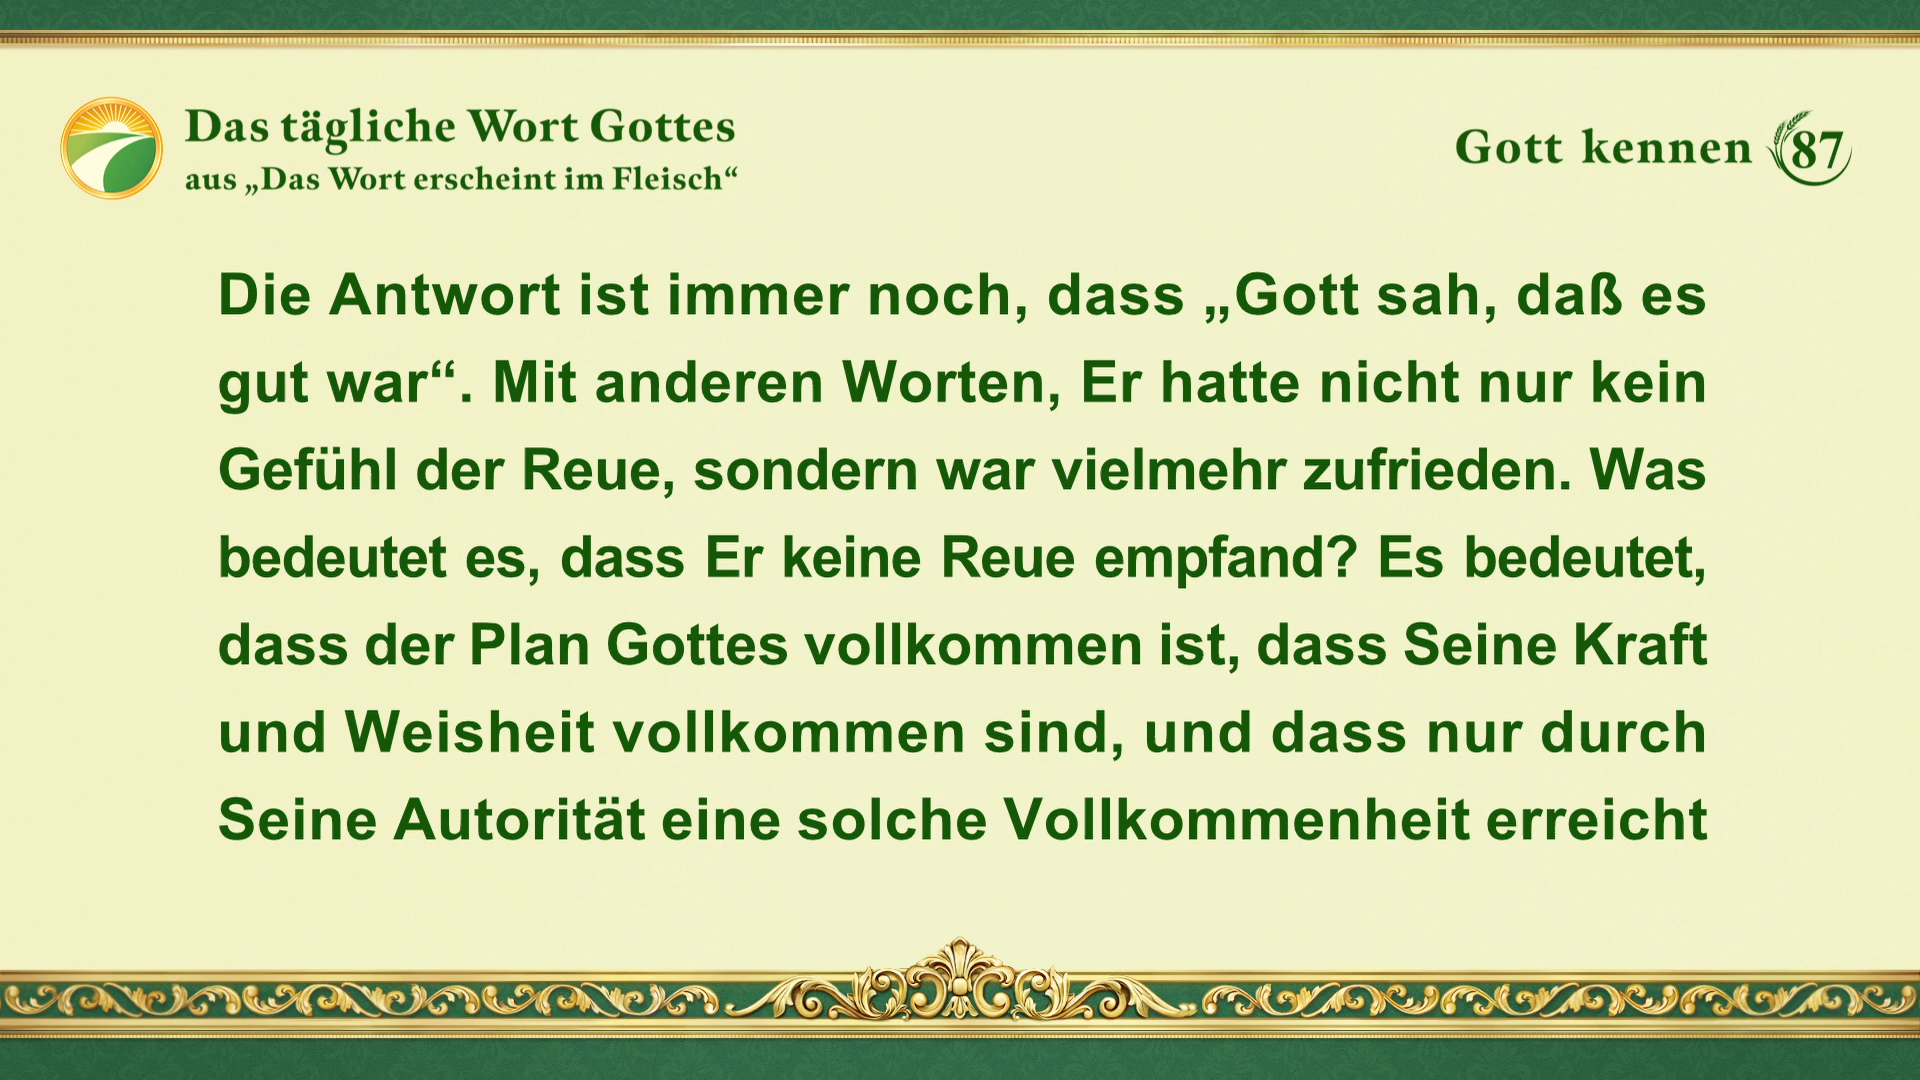 Das tägliche Wort Gottes
aus „Das Wort erscheint im Fleisch“
Gott kennen 87
Die Antwort ist immer noch, dass „Gott sah, daß es
gut war“. Mit anderen Worten, Er hatte nicht nur kein
Gefühl der Reue, sondern war vielmehr zufrieden. Was
bedeutet es, dass Er keine Reue empfand? Es bedeutet,
dass der Plan Gottes vollkommen ist, dass Seine Kraft
und Weisheit vollkommen sind, und dass nur durch
Seine Autorität eine solche Vollkommenheit erreicht